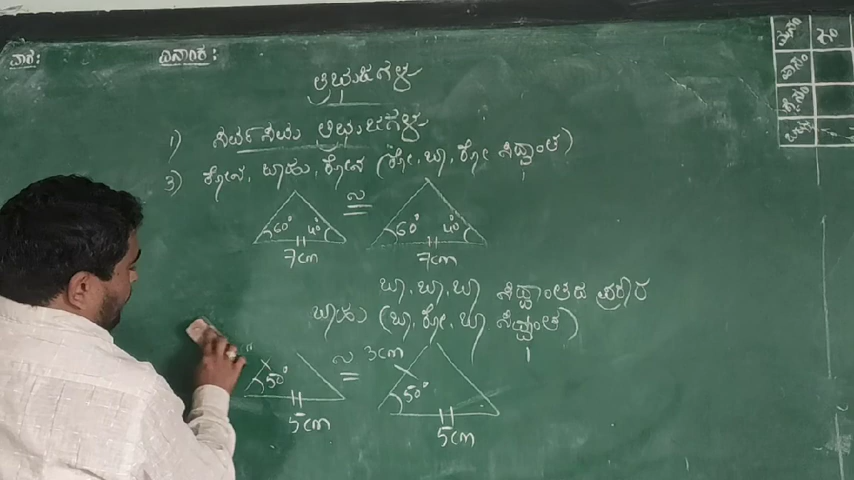 ವಾರ: ದಿನಾಂಕ:
ತ್ರಿಭುಜಗಳು
1) ಸರ್ವಸಮ ತ್ರಿಭುಜಗಳು
3) ಕೋನ, ಬಾಹು, ಕೋನ (ಕೋ, ಬಾ, ಕೋ ಸಿದ್ಧಾಂತ)
60° 40° ≅ 60° 40°
7cm 7cm
ಬಾ, ಬಾ, ಬಾ ಸಿದ್ಧಾಂತದ ಪ್ರಕಾರ
ಬಾಹು (ಬಾ, ಕೋ, ಬಾ ಸಿದ್ಧಾಂತ)
50° ≅ 3cm 50°
5cm 5cm